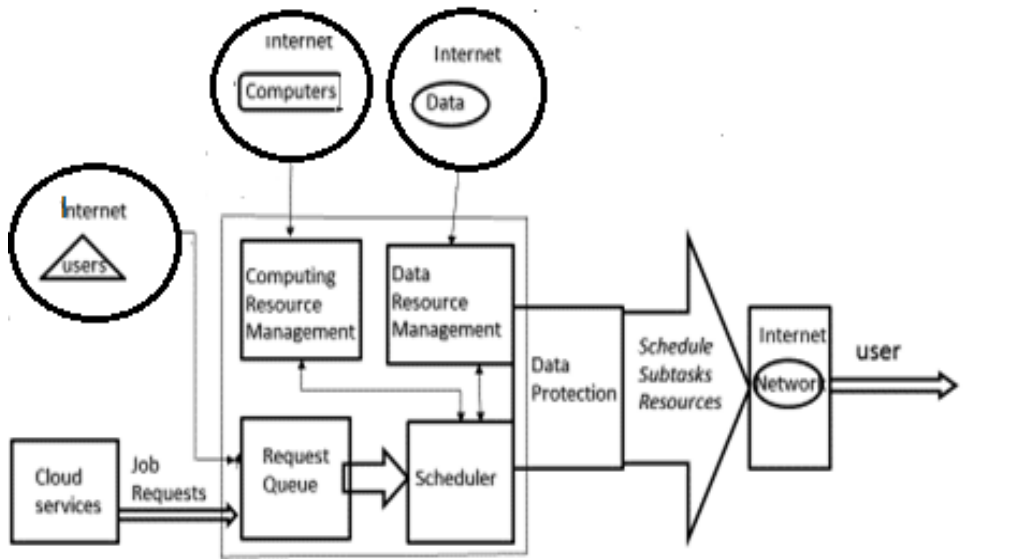 Internet
Computers
Internet
Data
Internet
users
Computing
Resource
Management
Data
Resource
Management
Data
Protection
Schedule
Subtasks
Resources
Internet
Network
user
Cloud
services
Job
Requests
Request
Queue
Scheduler